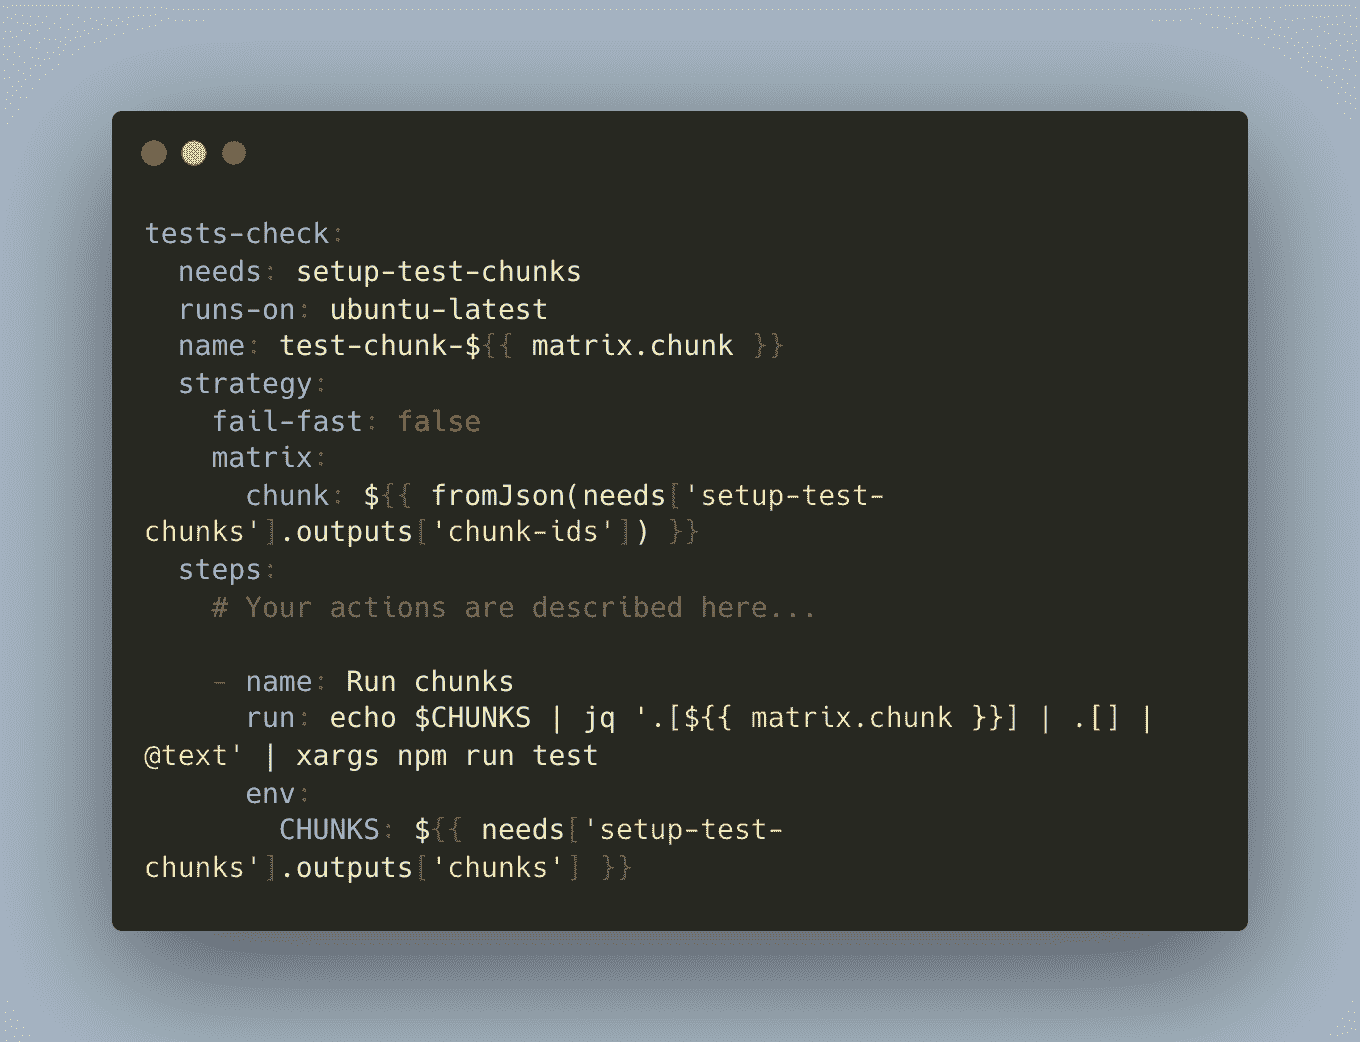 tests-check:
  needs: setup-test-chunks
  runs-on: ubuntu-latest
  name: test-chunk-${{ matrix.chunk }}
  strategy:
    fail-fast: false
    matrix:
      chunk: ${{ fromJson(needs['setup-test-
chunks'].outputs['chunk-ids']) }}
  steps:
    # Your actions are described here...

    - name: Run chunks
      run: echo $CHUNKS | jq '.[${{ matrix.chunk }}] | .[] |
@text' | xargs npm run test
      env:
        CHUNKS: ${{ needs['setup-test-
chunks'].outputs['chunks'] }}